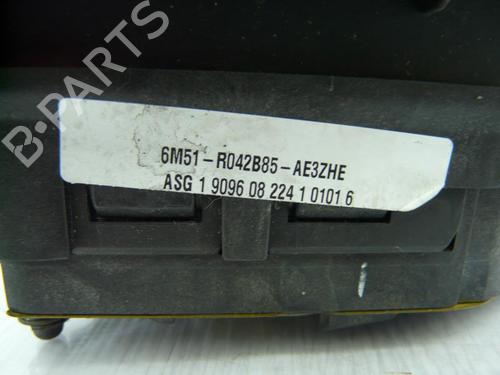 6M51-R042B85-AE3ZHE
ASG 1 9096 08 224 1 0101 6
B-PARTS